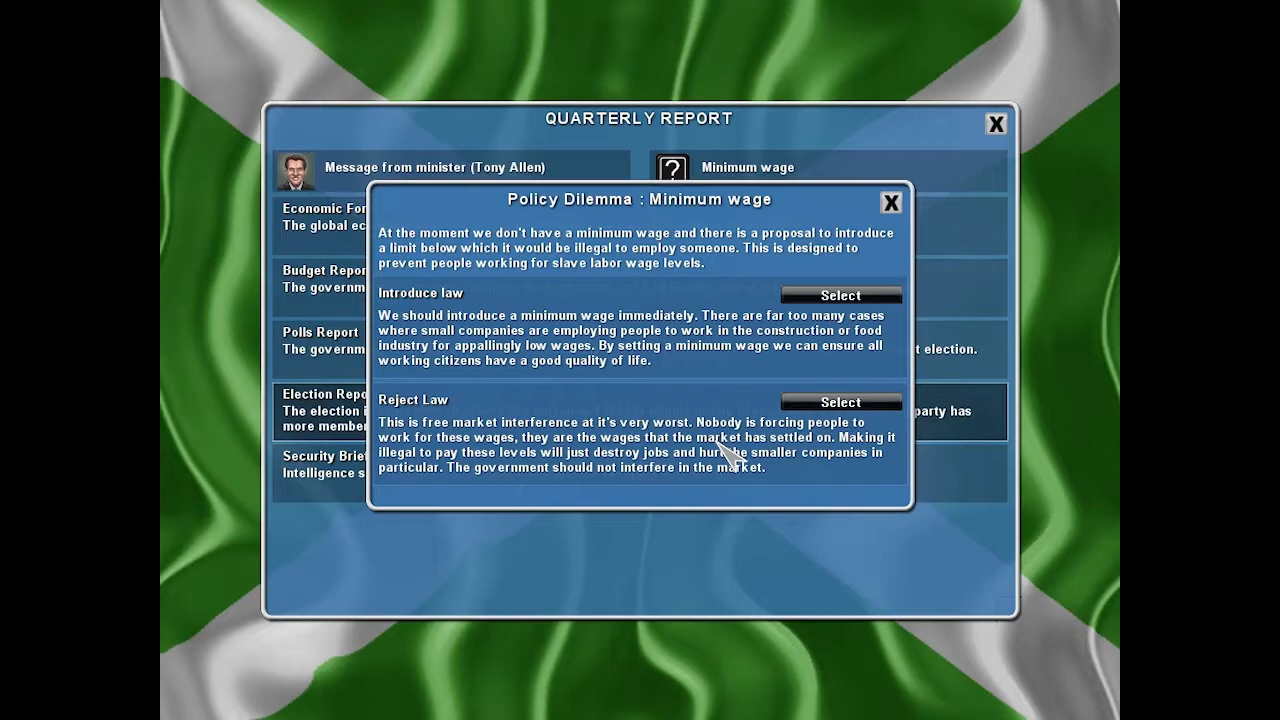 QUARTERLY REPORT
X
Message from minister (Tony Allen)
?
Minimum wage
Policy Dilemma : Minimum wage
X
Economic For
The global ec
Budget Repor
The governm
Polls Report
The governm
t election.
Election Repo
The election i
more member
party has
Security Brief
Intelligence s
At the moment we don't have a minimum wage and there is a proposal to introduce
a limit below which it would be illegal to employ someone. This is designed to
prevent people working for slave labor wage levels.
Introduce law
Select
We should introduce a minimum wage immediately. There are far too many cases
where small companies are employing people to work in the construction or food
industry for appallingly low wages. By setting a minimum wage we can ensure all
working citizens have a good quality of life.
Reject Law
Select
This is free market interference at it's very worst. Nobody is forcing people to
work for these wages, they are the wages that the market has settled on. Making it
illegal to pay these levels will just destroy jobs and hurt the smaller companies in
particular. The government should not interfere in the market.